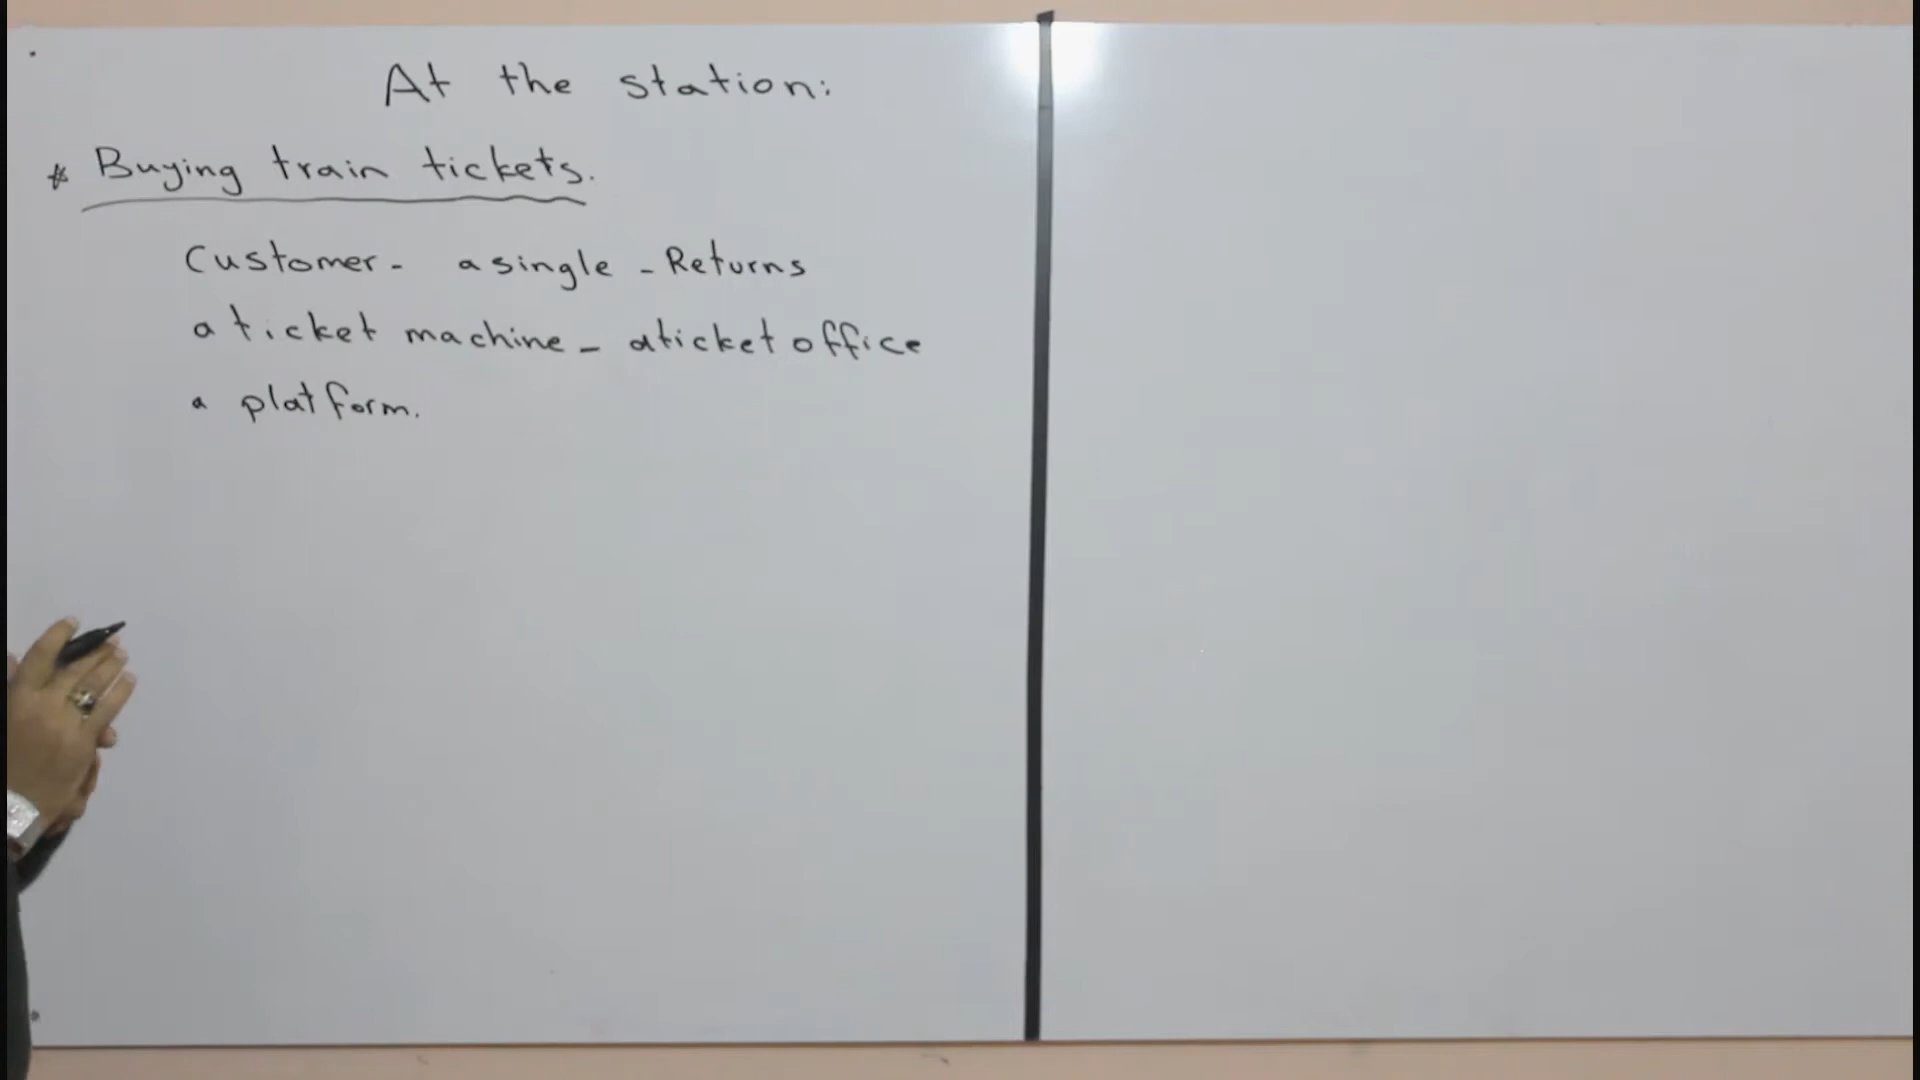 At the station:
* Buying train tickets.
Customer - a single - Returns
a ticket machine - a ticket office
a platform.